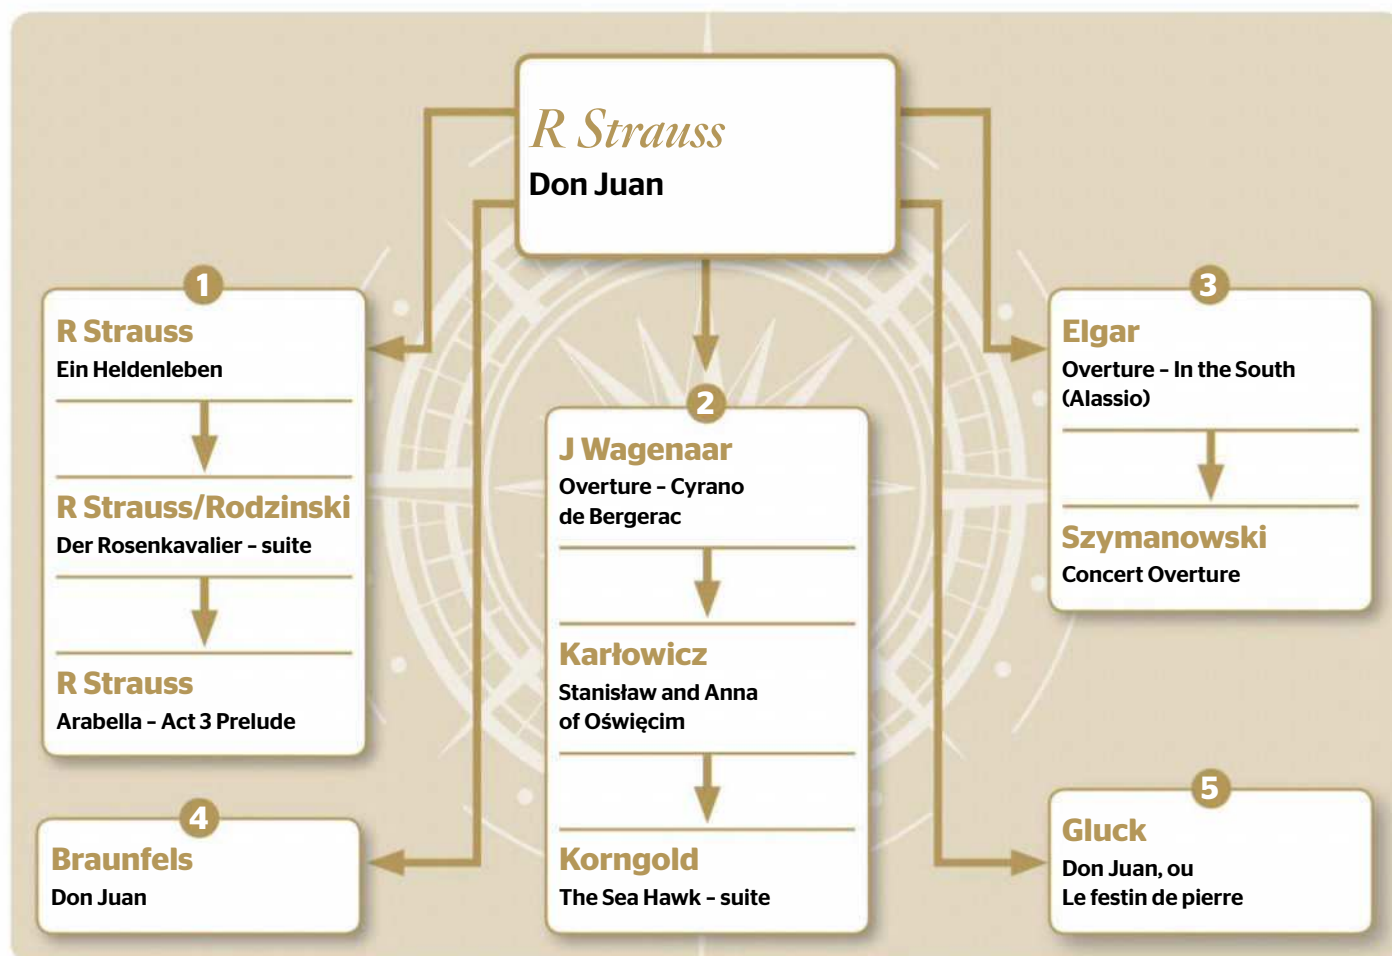 R Strauss
Don Juan
1
R Strauss
Ein Heldenleben
R Strauss/Rodzinski
Der Rosenkavalier – suite
R Strauss
Arabella – Act 3 Prelude
2
J Wagenaar
Overture – Cyrano
de Bergerac
Karłowicz
Stanisław and Anna
of Oświęcim
Korngold
The Sea Hawk – suite
3
Elgar
Overture – In the South
(Alassio)
Szymanowski
Concert Overture
4
Braunfels
Don Juan
5
Gluck
Don Juan, ou
Le festin de pierre